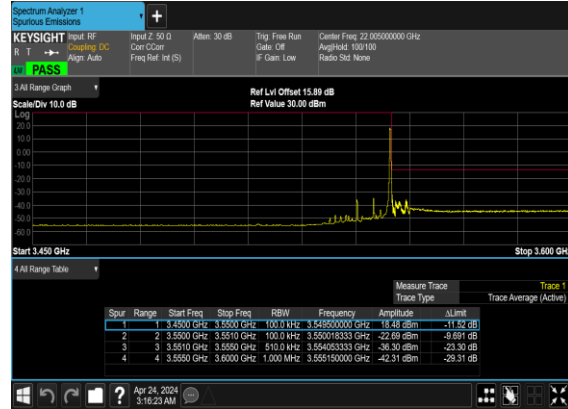 Spectrum Analyzer 1
Spurious Emissions
+
KEYSIGHT Input: RF Input Z: 50 Ω Atten: 30 dB Trig: Free Run Center Freq: 22.005000000 GHz
R T Coupling: DC Corr CCorr Gate: Off Avg|Hold: 100/100
Align: Auto Freq Ref: Int (S) IF Gain: Low Radio Std: None
PASS
3 All Range Graph
Ref Lvl Offset 15.89 dB
Scale/Div 10.0 dB Ref Value 30.00 dBm
Log
20.0
10.0
0.00
-10.0
-20.0
-30.0
-40.0
-50.0
-60.0
Start 3.450 GHz Stop 3.600 GHz
4 All Range Table
Measure Trace Trace 1
Trace Type Trace Average (Active)
Spur Range Start Freq Stop Freq RBW Frequency Amplitude ΔLimit
1 1 3.4500 GHz 3.5500 GHz 100.0 kHz 3.549500000 GHz 18.48 dBm -11.52 dB
2 2 3.5500 GHz 3.5510 GHz 100.0 kHz 3.550018333 GHz -22.69 dBm -9.691 dB
3 3 3.5510 GHz 3.5550 GHz 510.0 kHz 3.554053333 GHz -36.30 dBm -23.30 dB
4 4 3.5550 GHz 3.6000 GHz 1.000 MHz 3.555150000 GHz -42.31 dBm -29.31 dB
? Apr 24, 2024
3:16:23 AM